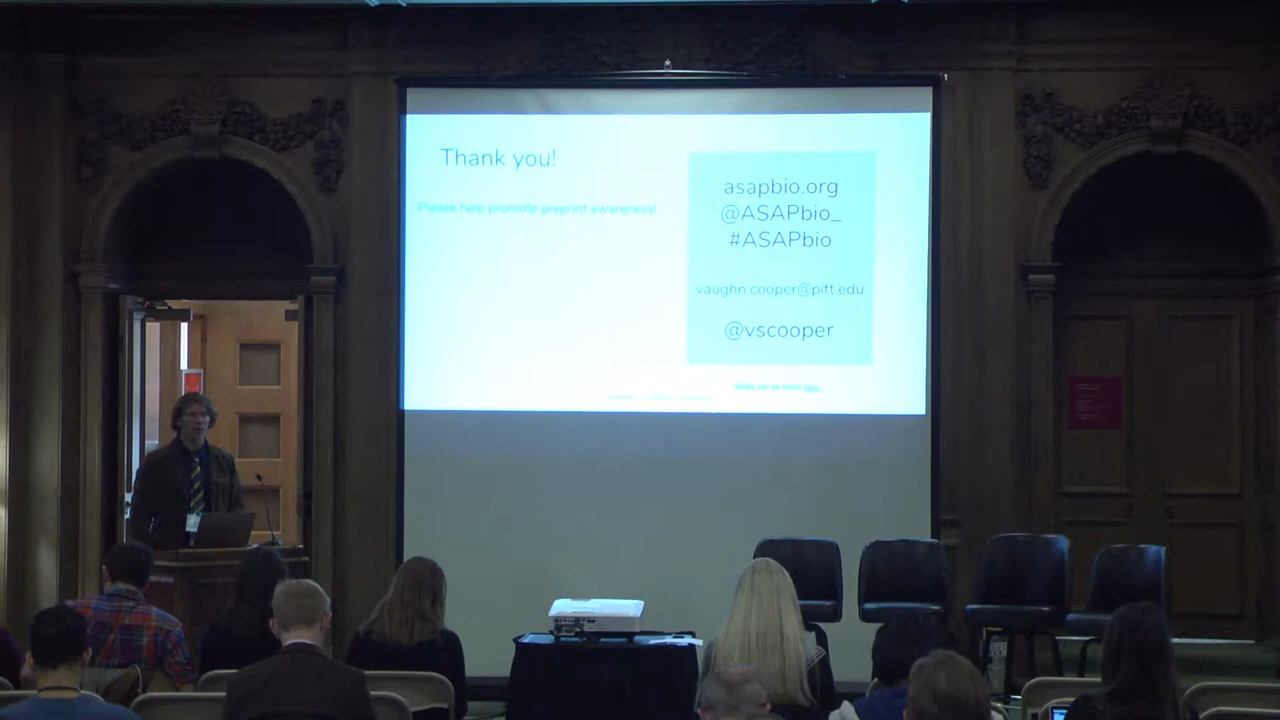 Thank you!
Please help promote preprint awareness!
asapbio.org
@ASAPbio_
#ASAPbio
vaughn.cooper@pitt.edu
@vscooper